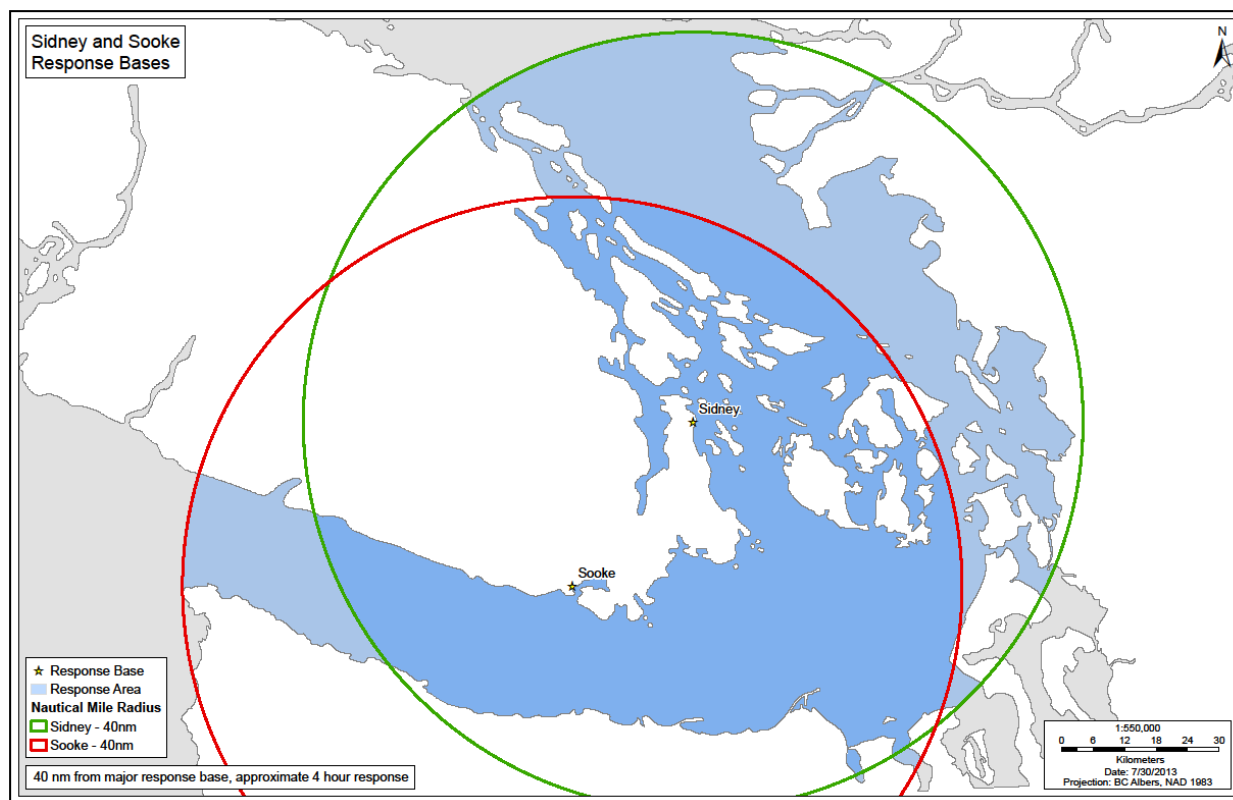 Sidney and Sooke
Response Bases
N
Sidney
Sooke
Response Base
Response Area
Nautical Mile Radius
Sidney - 40nm
Sooke - 40nm
40 nm from major response base, approximate 4 hour response
1:550,000
0 6 12 18 24 30
Kilometers
Date: 7/30/2013
Projection: BC Albers, NAD 1983